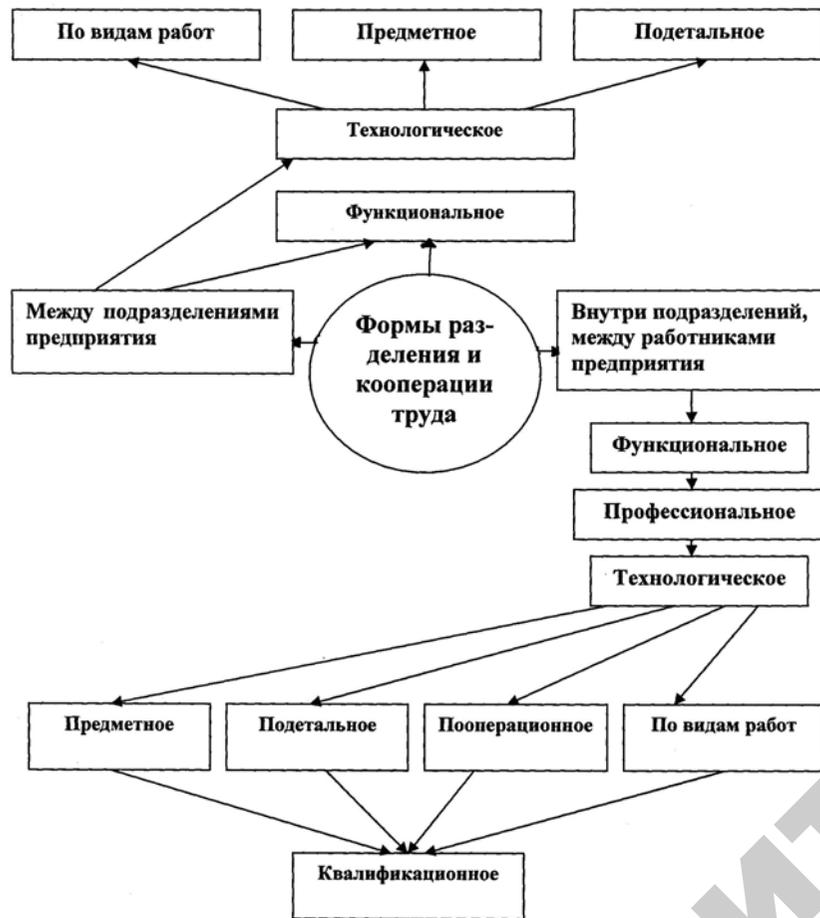 По видам работ
Предметное
Подетальное
Технологическое
Функциональное
Между подразделениями
предприятия
Формы раз-
деления и
кооперации
труда
Внутри подразделений,
между работниками
предприятия
Функциональное
Профессиональное
Технологическое
Предметное
Подетальное
Пооперационное
По видам работ
Квалификационное